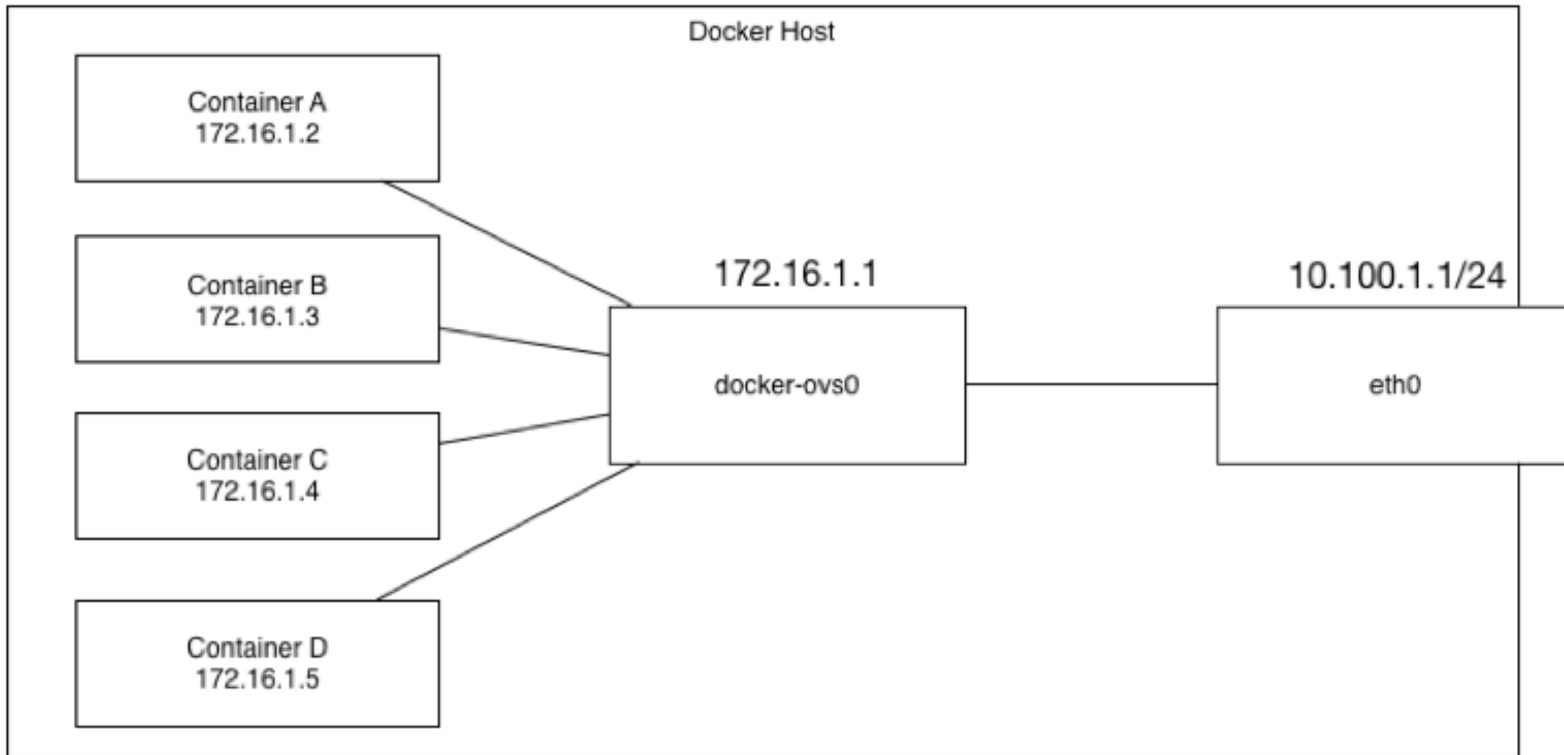 Docker Host
Container A
172.16.1.2
Container B
172.16.1.3
172.16.1.1
10.100.1.1/24
docker-ovs0
eth0
Container C
172.16.1.4
Container D
172.16.1.5